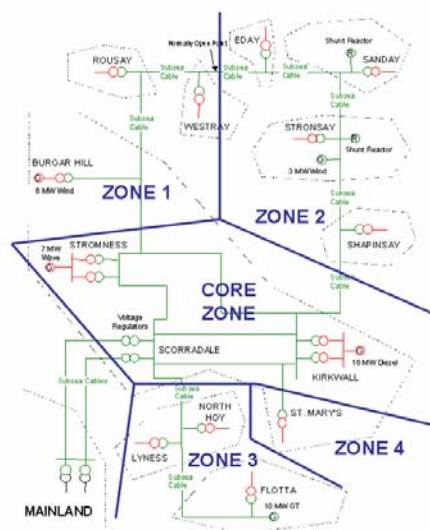 EDAY
Shunt Reactor
R
ROUSAY
Normally Open Point
SANDAY
Subsea
Cable
Subsea
Cable
Subsea
Cable
Subsea
Cable
WESTRAY
STRONSAY
R
Shunt Reactor
BURGAR HILL
G
6 MW Wind
ZONE 1
G
3 MW Wind
ZONE 2
Subsea
Cable
SHAPINSAY
STROMNESS
7 MW
Wave
G
CORE
ZONE
Subsea
Cable
Voltage
Regulators
SCORRADALE
G
16 MW Diesel
KIRKWALL
Subsea Cables
Subsea
Cable
NORTH
HOY
ST. MARY'S
LYNESS
ZONE 3
ZONE 4
FLOTTA
MAINLAND
G
10 MW GT